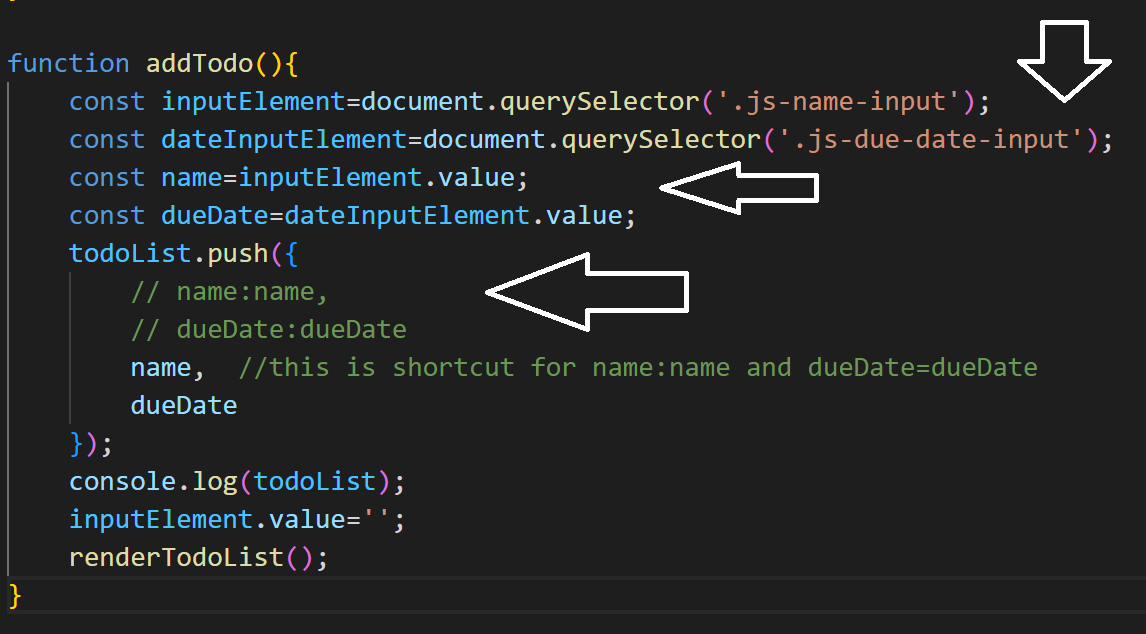 function addTodo(){
    const inputElement=document.querySelector('.js-name-input');
    const dateInputElement=document.querySelector('.js-due-date-input');
    const name=inputElement.value;
    const dueDate=dateInputElement.value;
    todoList.push({
        // name:name,
        // dueDate:dueDate
        name,  //this is shortcut for name:name and dueDate=dueDate
        dueDate
    });
    console.log(todoList);
    inputElement.value='';
    renderTodoList();
}